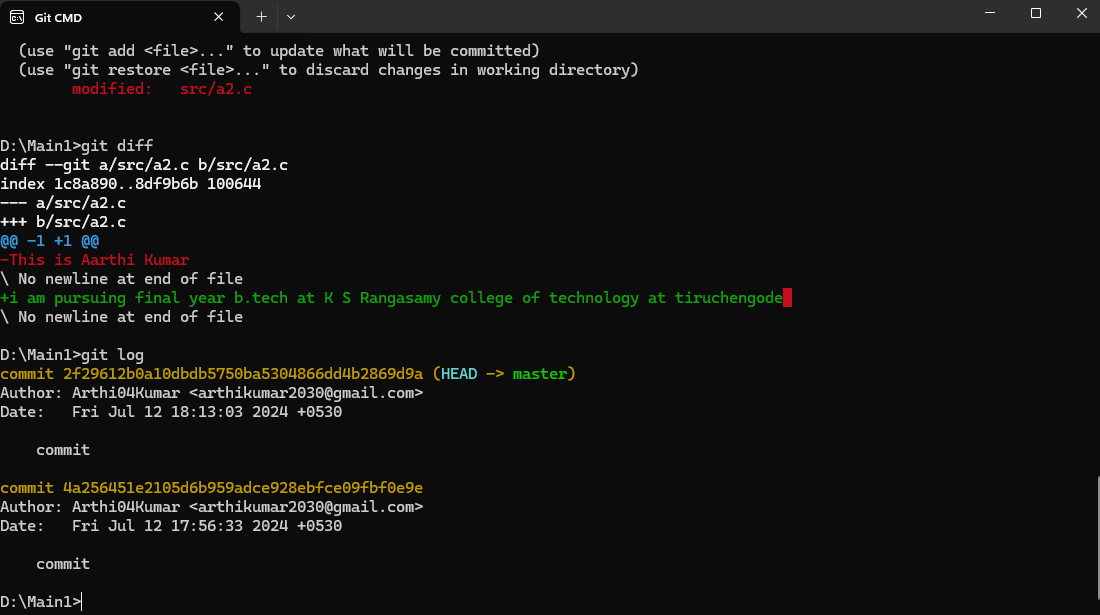 Git CMD
(use "git add <file>..." to update what will be committed)
(use "git restore <file>..." to discard changes in working directory)
modified:   src/a2.c
D:\Main1>git diff
diff --git a/src/a2.c b/src/a2.c
index 1c8a890..8df9b6b 100644
--- a/src/a2.c
+++ b/src/a2.c
@@ -1 +1 @@
-This is Aarthi Kumar
\ No newline at end of file
+i am pursuing final year b.tech at K S Rangasamy college of technology at tiruchengode
\ No newline at end of file
D:\Main1>git log
commit 2f29612b0a10dbdb5750ba5304866dd4b2869d9a (HEAD -> master)
Author: Arthi04Kumar <arthikumar2030@gmail.com>
Date:   Fri Jul 12 18:13:03 2024 +0530
commit
commit 4a256451e2105d6b959adce928ebfce09fbf0e9e
Author: Arthi04Kumar <arthikumar2030@gmail.com>
Date:   Fri Jul 12 17:56:33 2024 +0530
commit
D:\Main1>